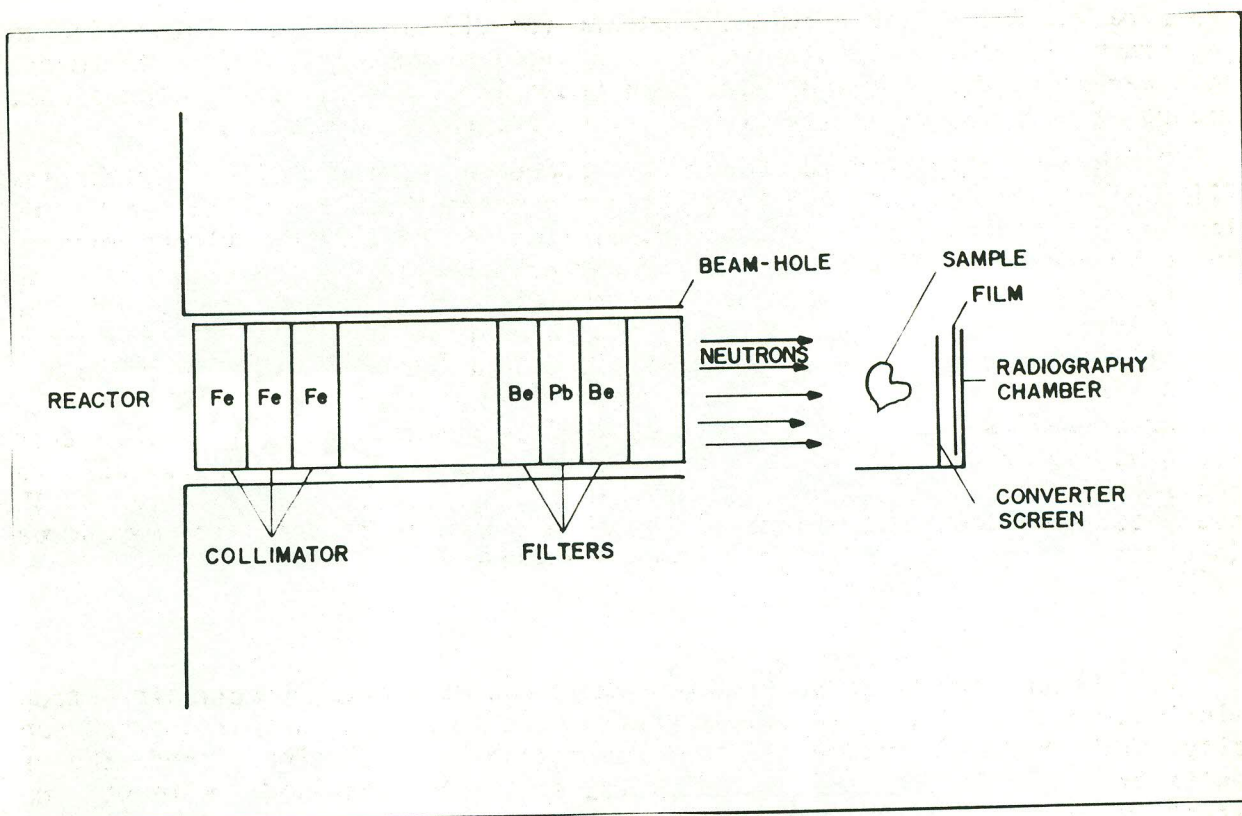 BEAM-HOLE
SAMPLE
FILM
NEUTRONS
REACTOR
Fe Fe Fe
Be Pb Be
RADIOGRAPHY
CHAMBER
CONVERTER
SCREEN
COLLIMATOR
FILTERS